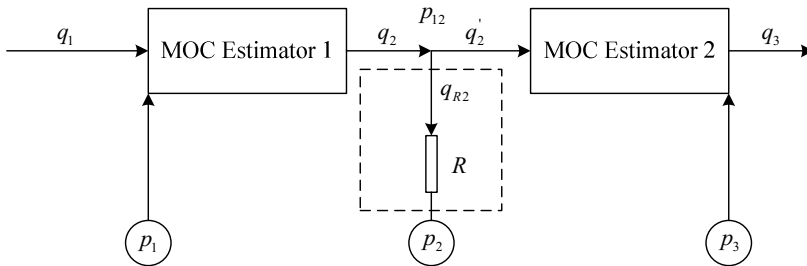 p12
q1
MOC Estimator 1
q2
q2'
MOC Estimator 2
q3
qR2
R
p1
p2
p3